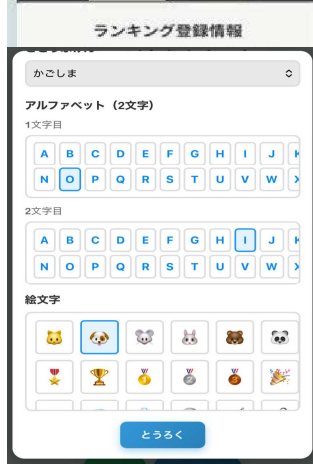 ランキング登録情報
かごしま
アルファベット（2文字）
1文字目
A B C D E F G H I J K
N O P Q R S T U V W X
2文字目
A B C D E F G H I J K
N O P Q R S T U V W X
絵文字
とうろく